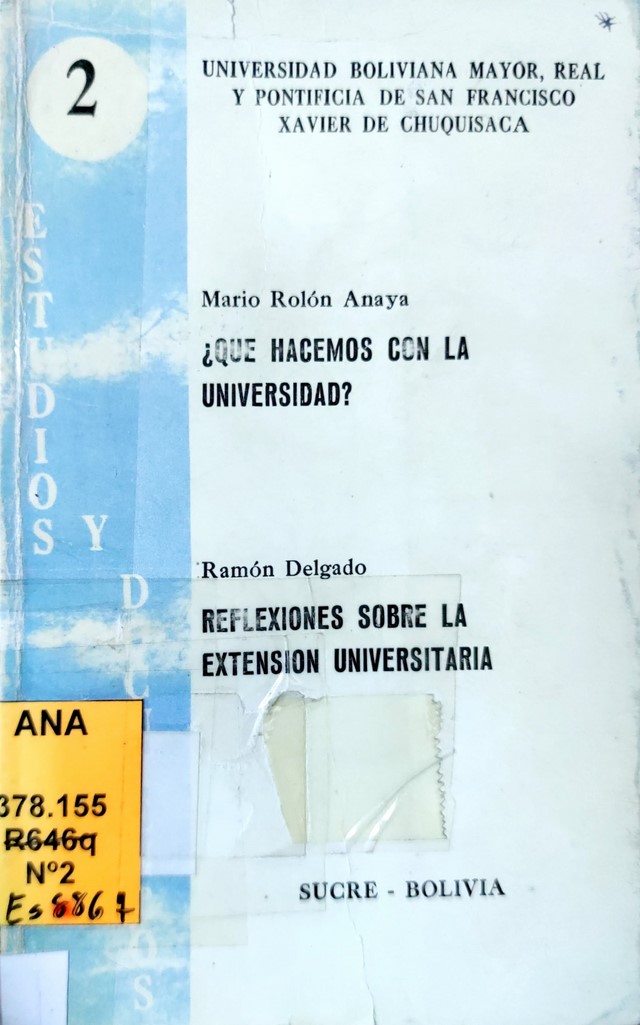 2
UNIVERSIDAD BOLIVIANA MAYOR, REAL
Y PONTIFICIA DE SAN FRANCISCO
XAVIER DE CHUQUISACA
ESTUDIOS
Y
Mario Rolón Anaya
¿QUE HACEMOS CON LA
UNIVERSIDAD?
Ramón Delgado
REFLEXIONES SOBRE LA
EXTENSION UNIVERSITARIA
ANA
378.155
R646q
Nº2
SUCRE - BOLIVIA